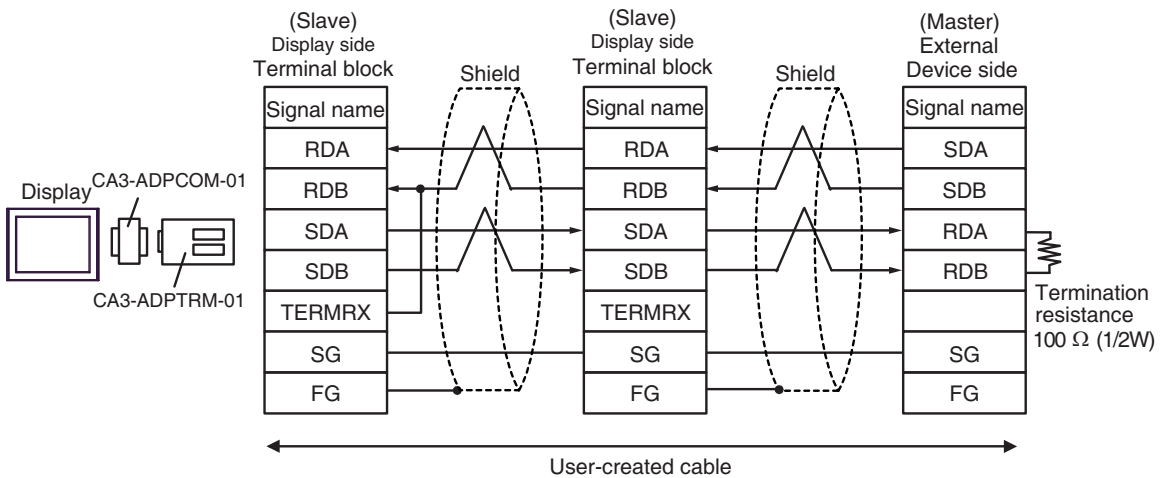 (Slave)
Display side
Terminal block
(Slave)
Display side
Terminal block
(Master)
External
Device side
Shield
Shield
Signal name
Signal name
Signal name
RDA
RDA
SDA
RDB
RDB
SDB
SDA
SDA
RDA
SDB
SDB
RDB
TERMRX
TERMRX
SG
SG
SG
FG
FG
FG
Display
CA3-ADPCOM-01
CA3-ADPTRM-01
Termination
resistance
100 Ω (1/2W)
User-created cable